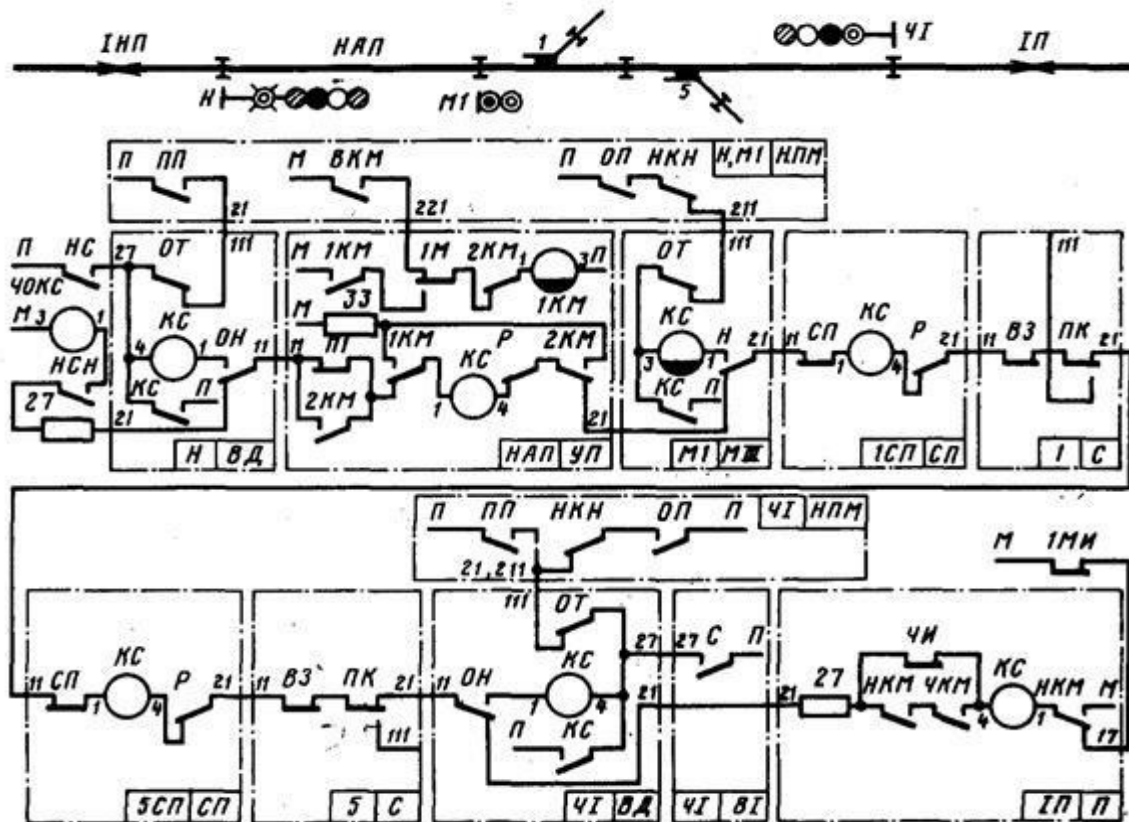 IНП НАП 1 ЧI IП
Н М1 5
П ПП М ВКМ П ОП НКН Н,М1 НПМ
21 221 211
П НС 27 ОТ 111 М 1КМ 1М 2КМ 1 3 П ОТ 111 111
ЧОКС 33 1КМ
М 3 1 КС ОН М 1КМ Р 2КМ КС Н 21 11 СП КС Р 21 11 ВЗ ПК 21
4 1 11 11 П1 КС 3 1 1 4
НСН КС П 2КМ 1 4 КС П
27 21 21
Н ВД НАП УП М1 МIII 1СП СП 1 С
П ПП НКН ОП П ЧI НПМ
21,211 М 1МИ
111 ОТ
КС 27 27 С П ЧИ
11 СП Р 21 11 ВЗ ПК 21 11 ОН КС 21 21 27 НКМ ЧКМ КС НКМ М
1 4 1 4 4 1
111 П КС 17
5СП СП 5 С ЧI ВД ЧI ВI IП П